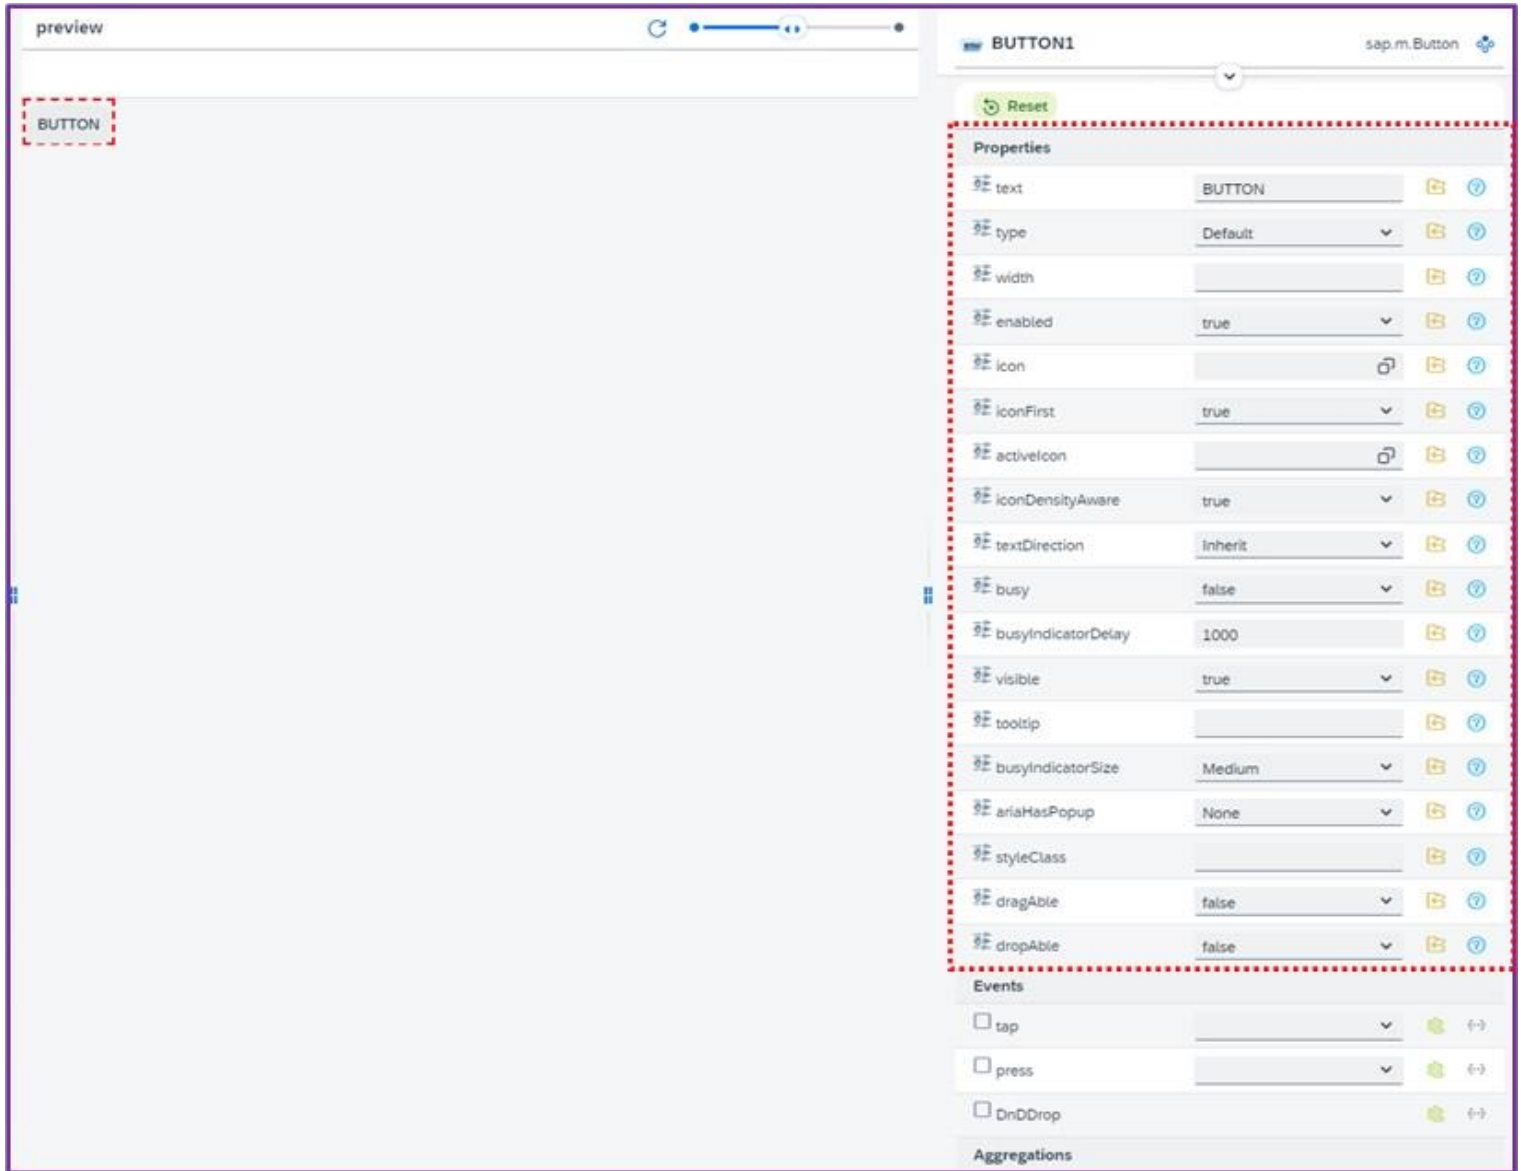 preview
BUTTON
BUTTON1 sap.m.Button
Reset
Properties
text BUTTON
type Default
width
enabled true
icon
iconFirst true
activeIcon
iconDensityAware true
textDirection Inherit
busy false
busyIndicatorDelay 1000
visible true
tooltip
busyIndicatorSize Medium
ariaHasPopup None
styleClass
dragAble false
dropAble false
Events
tap
press
DnDDrop
Aggregations